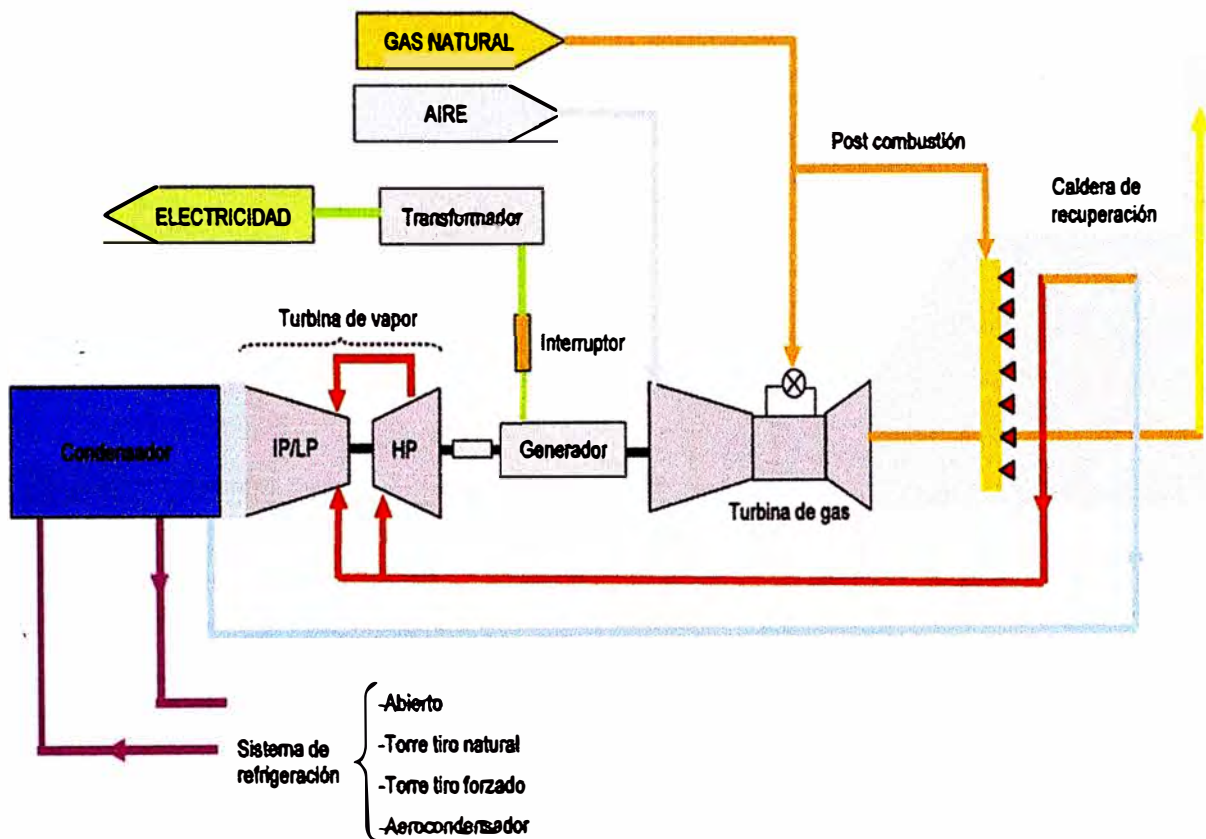 GAS NATURAL
AIRE
Post combustión
Caldera de
recuperación
ELECTRICIDAD
Transformador
Turbina de vapor
Interruptor
Condensador
IP/LP
HP
Generador
Turbina de gas
Sistema de
refrigeración
-Abierto
-Torre tiro natural
-Torre tiro forzado
-Aerocondensador